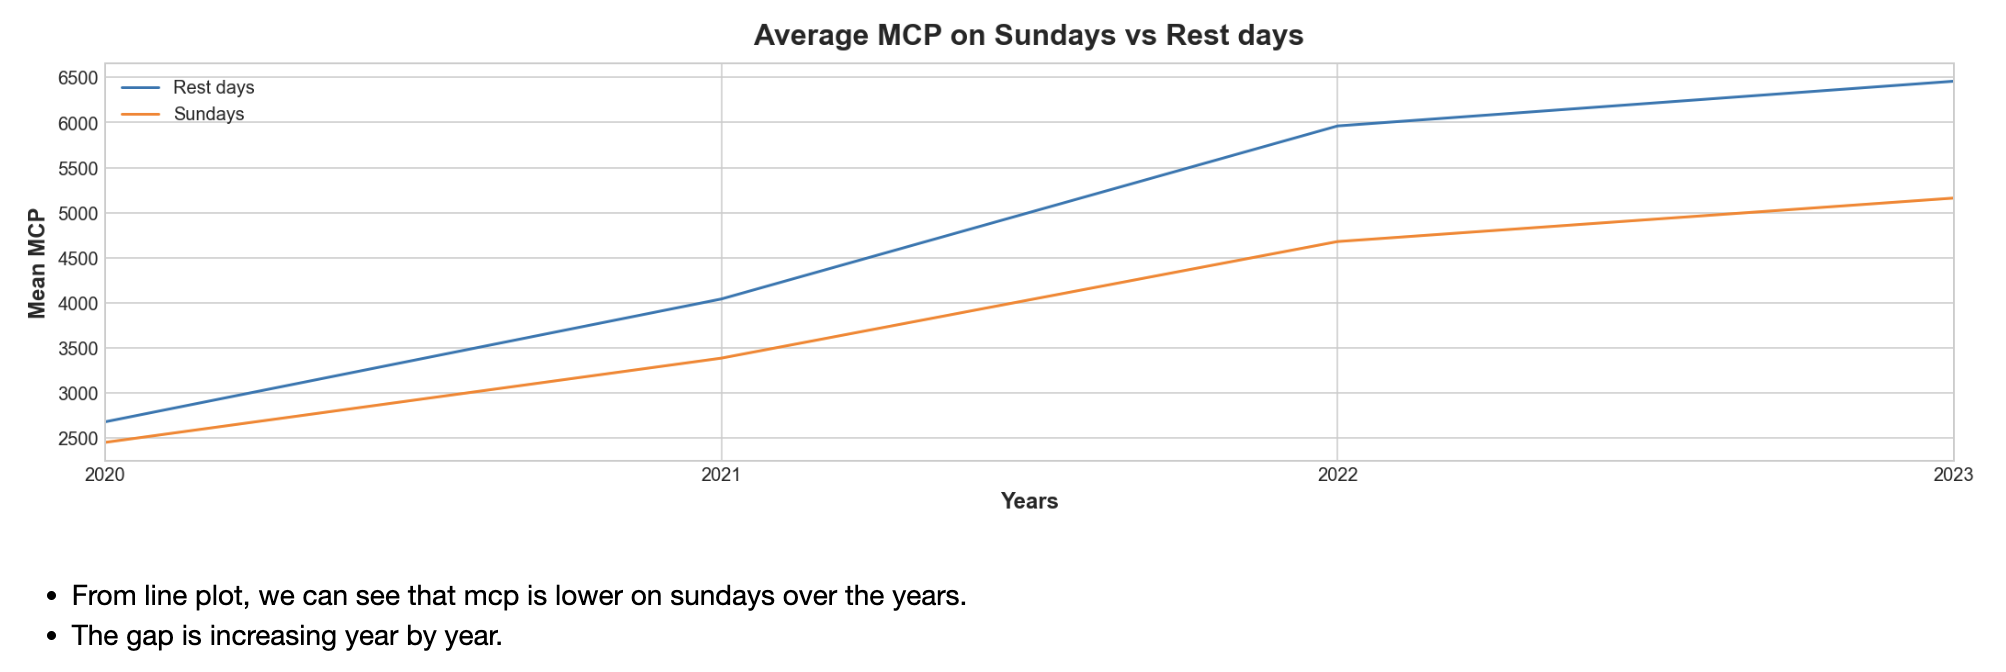 Average MCP on Sundays vs Rest days
6500
6000
5500
5000
4500
4000
3500
3000
2500
Mean MCP
Rest days
Sundays
2020
2021
2022
2023
Years
• From line plot, we can see that mcp is lower on sundays over the years.
• The gap is increasing year by year.